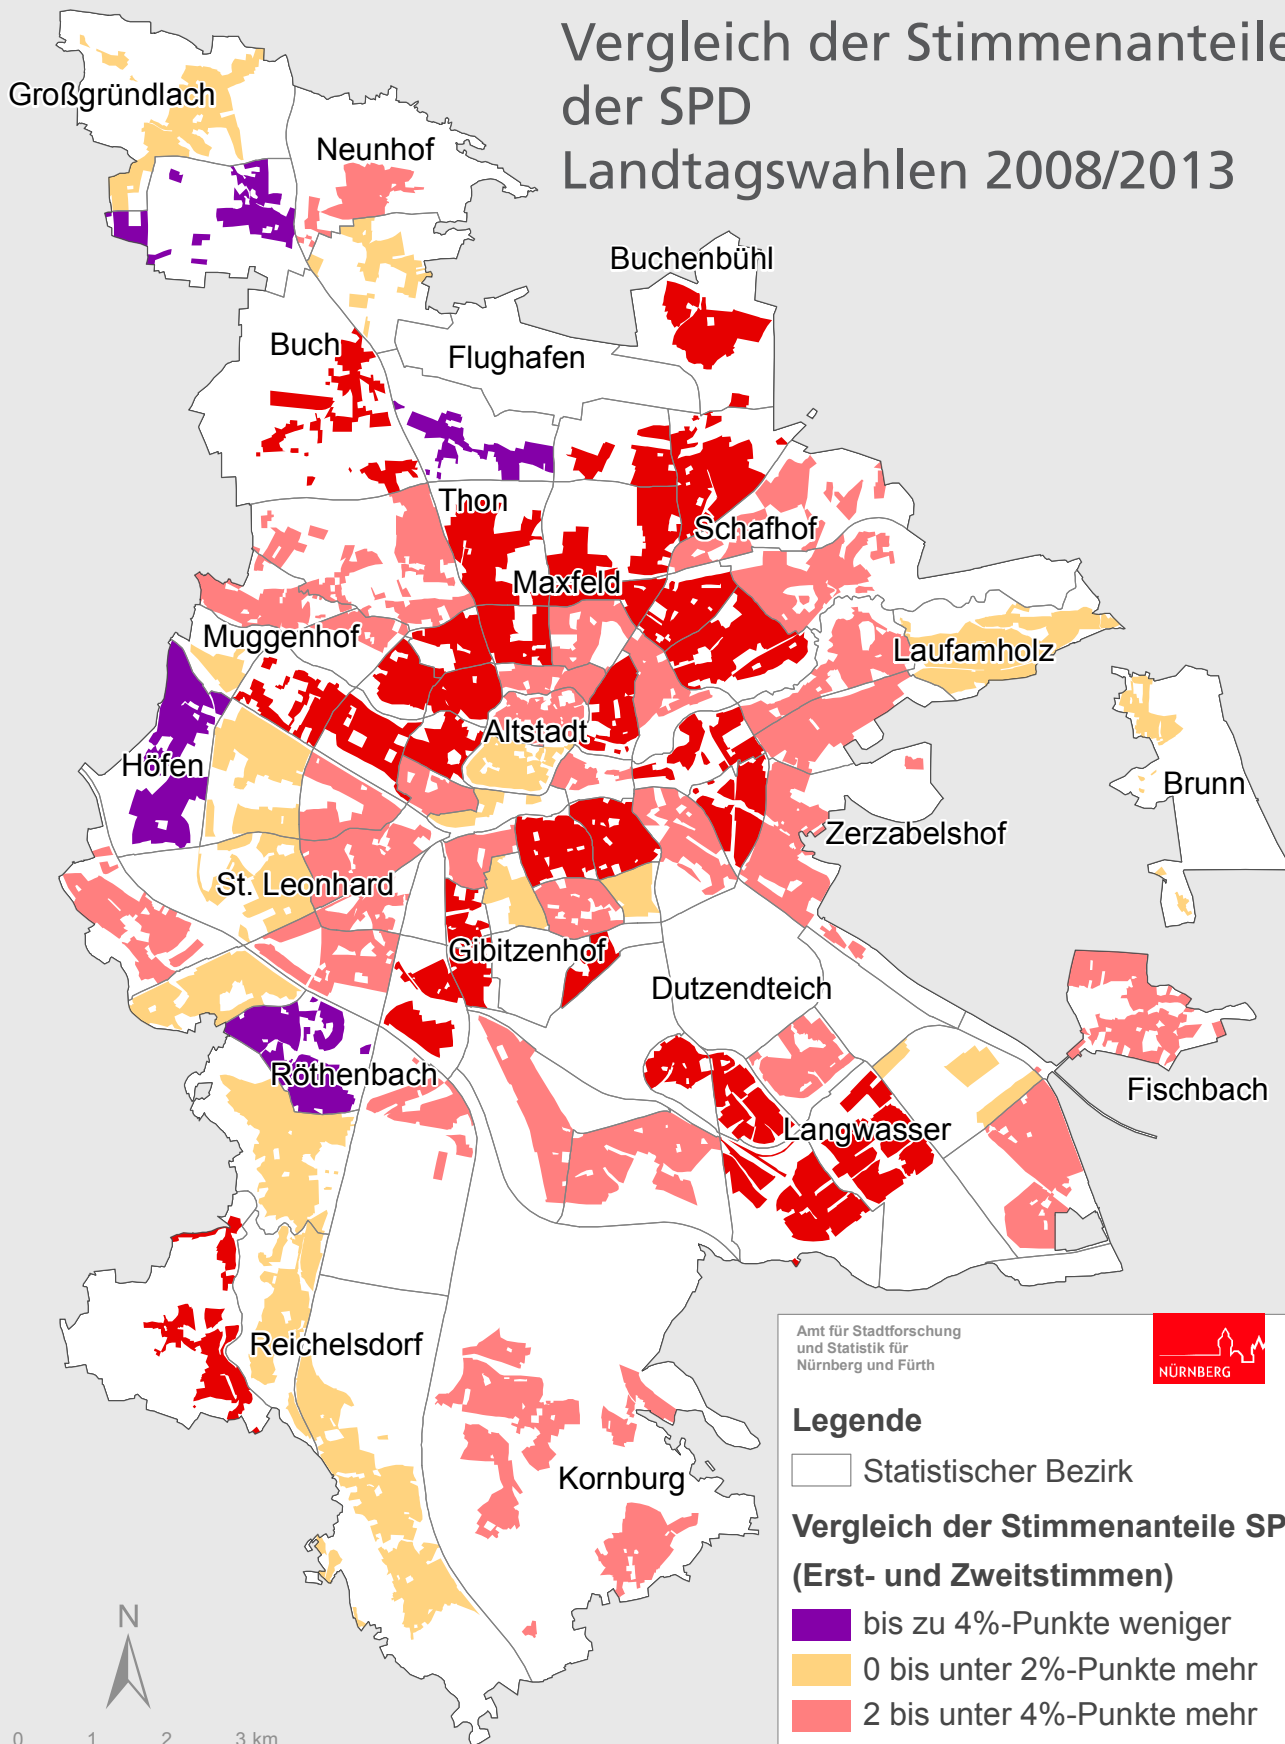 Vergleich der Stimmenanteile
der SPD
Landtagswahlen 2008/2013
Großgründlach
Neunhof
Buchenbühl
Buch
Flughafen
Thon
Schafhof
Maxfeld
Muggenhof
Laufamholz
Altstadt
Höfen
Brunn
Zerzabelshof
St. Leonhard
Gibitzenhof
Dutzendteich
Röthenbach
Fischbach
Langwasser
Reichelsdorf
Kornburg
Amt für Stadtforschung
und Statistik für
Nürnberg und Fürth
NÜRNBERG
Legende
Statistischer Bezirk
Vergleich der Stimmenanteile SP
(Erst- und Zweitstimmen)
bis zu 4%-Punkte weniger
0 bis unter 2%-Punkte mehr
2 bis unter 4%-Punkte mehr
N
0 1 2 3 km